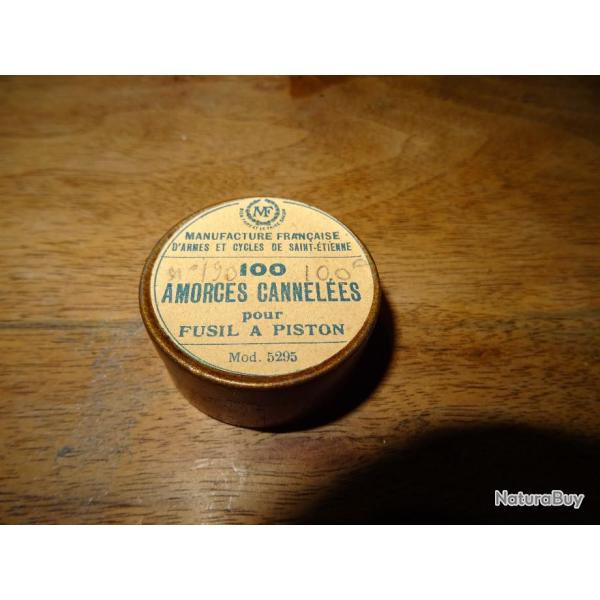 MF
MANUFACTURE FRANÇAISE
D'ARMES ET CYCLES DE SAINT-ÉTIENNE
100
AMORCES CANNELÉES
pour
FUSIL A PISTON
Mod. 5295
NaturaBuy